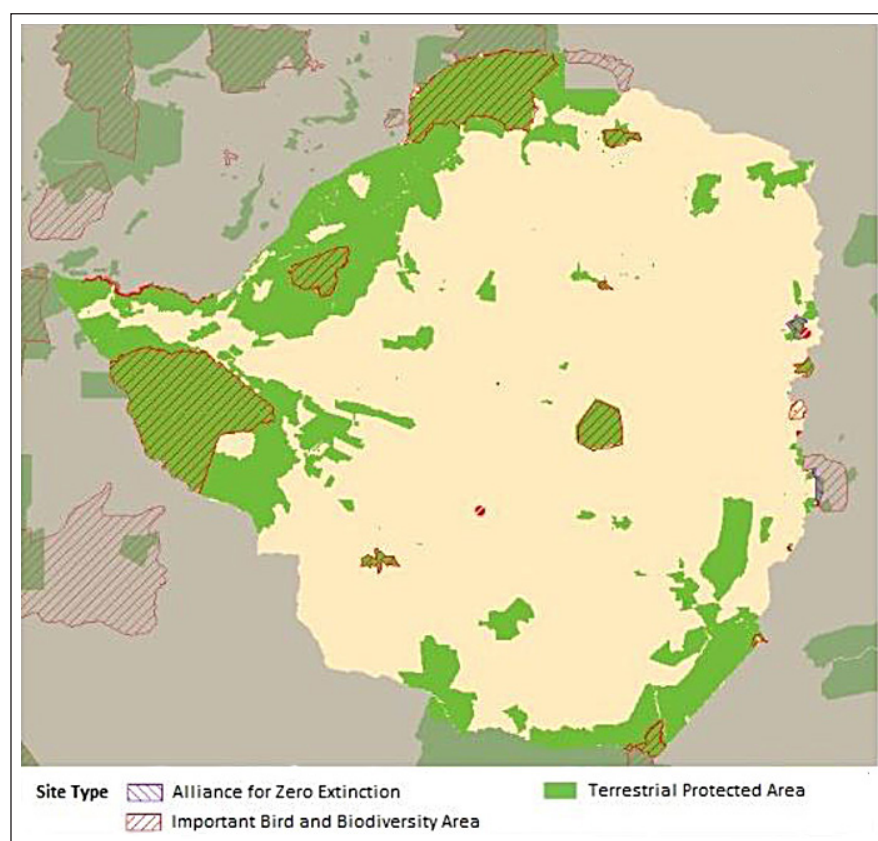 Site Type
Alliance for Zero Extinction
Terrestrial Protected Area
Important Bird and Biodiversity Area